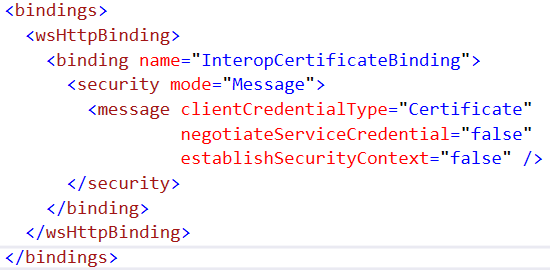 <bindings>
  <wsHttpBinding>
    <binding name="InteropCertificateBinding">
      <security mode="Message">
        <message clientCredentialType="Certificate"
                 negotiateServiceCredential="false"
                 establishSecurityContext="false" />
      </security>
    </binding>
  </wsHttpBinding>
</bindings>